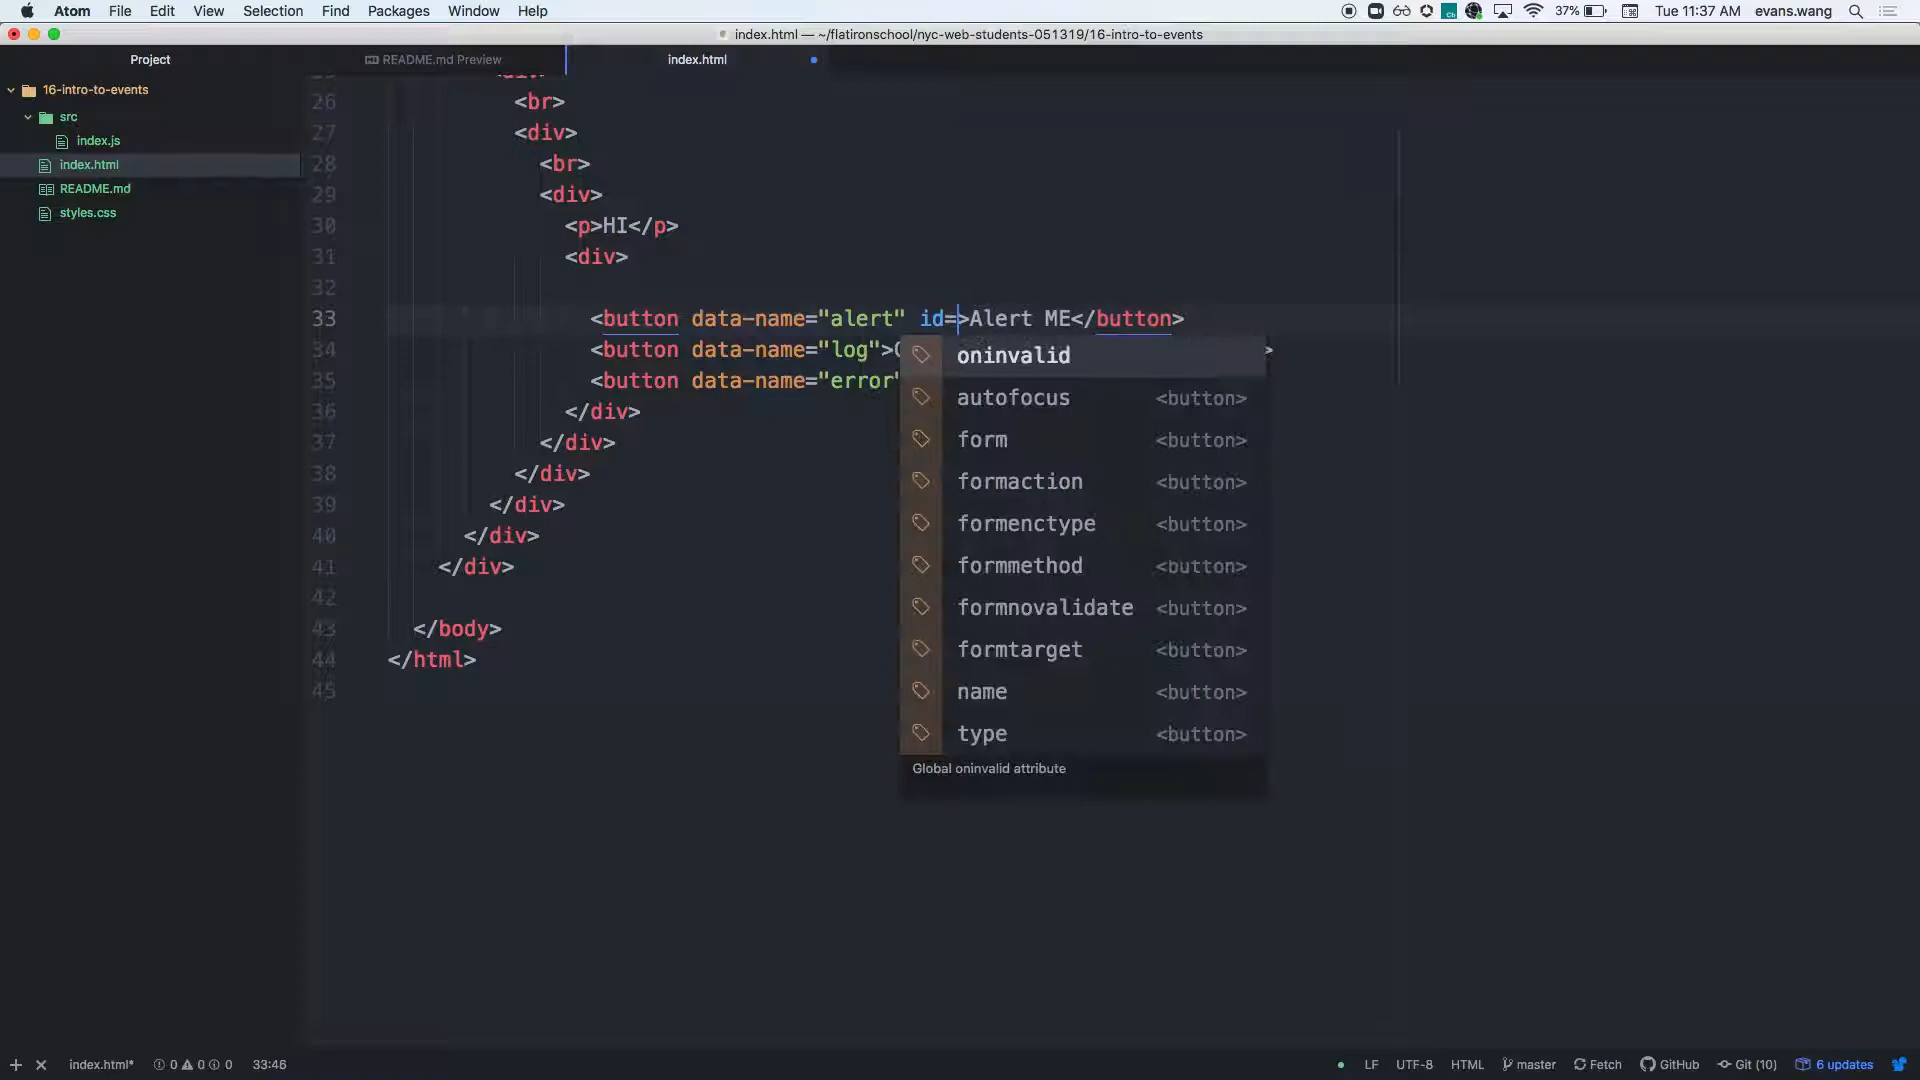 Atom File Edit View Selection Find Packages Window Help 37% Tue 11:37 AM evans.wang
index.html — ~/flatironschool/nyc-web-students-051319/16-intro-to-events
Project README.md Preview index.html
16-intro-to-events
src
index.js
index.html
README.md
styles.css
26 <br>
27 <div>
28 <br>
29 <div>
30 <p>HI</p>
31 <div>
32
33 <button data-name="alert" id=>Alert ME</button>
34 <button data-name="log"> >
35 <button data-name="error"
36 </div>
37 </div>
38 </div>
39 </div>
40 </div>
41 </div>
42
43 </body>
44 </html>
45
oninvalid
autofocus <button>
form <button>
formaction <button>
formenctype <button>
formmethod <button>
formnovalidate <button>
formtarget <button>
name <button>
type <button>
Global oninvalid attribute
index.html* 0 0 0 33:46 LF UTF-8 HTML master Fetch GitHub Git (10) 6 updates